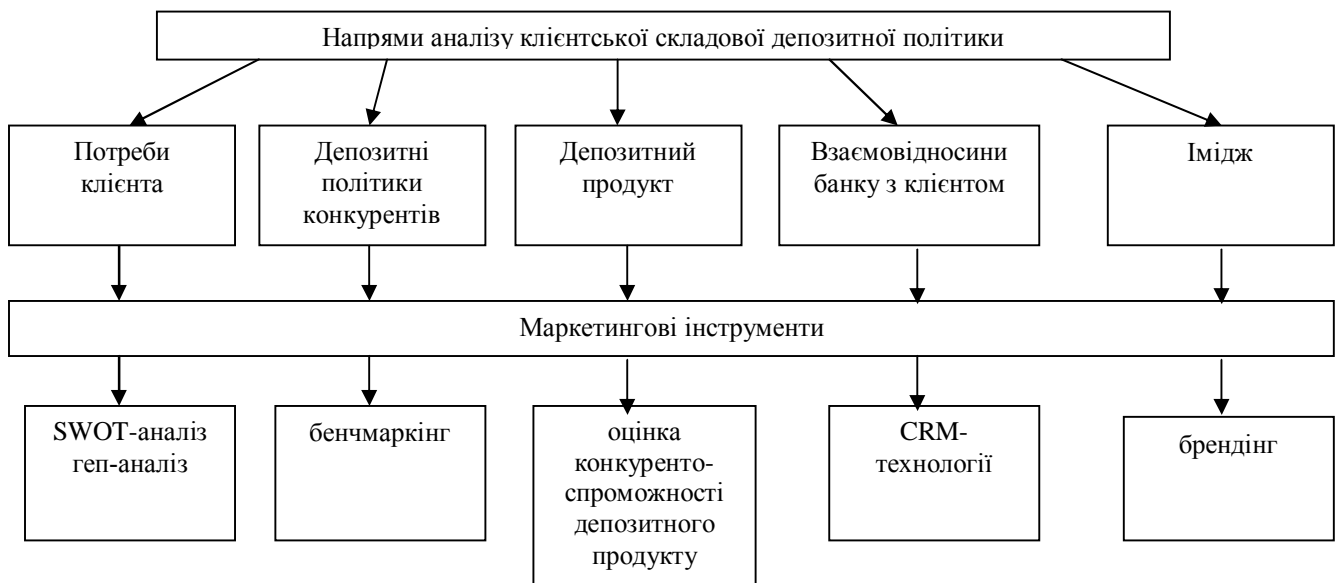 Напрями аналізу клієнтської складової депозитної політики
Потреби
клієнта
Депозитні
політики
конкурентів
Депозитний
продукт
Взаємовідносини
банку з клієнтом
Імідж
Маркетингові інструменти
SWOT-аналіз
геп-аналіз
бенчмаркінг
оцінка
конкуренто-
спроможності
депозитного
продукту
CRM-
технології
брендінг